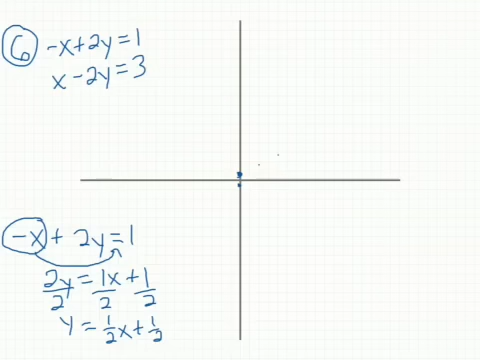 6 -x+2y=1
x-2y=3
-x+ 2y=1
2y/2=1x/2+1/2
y=1/2x+1/2